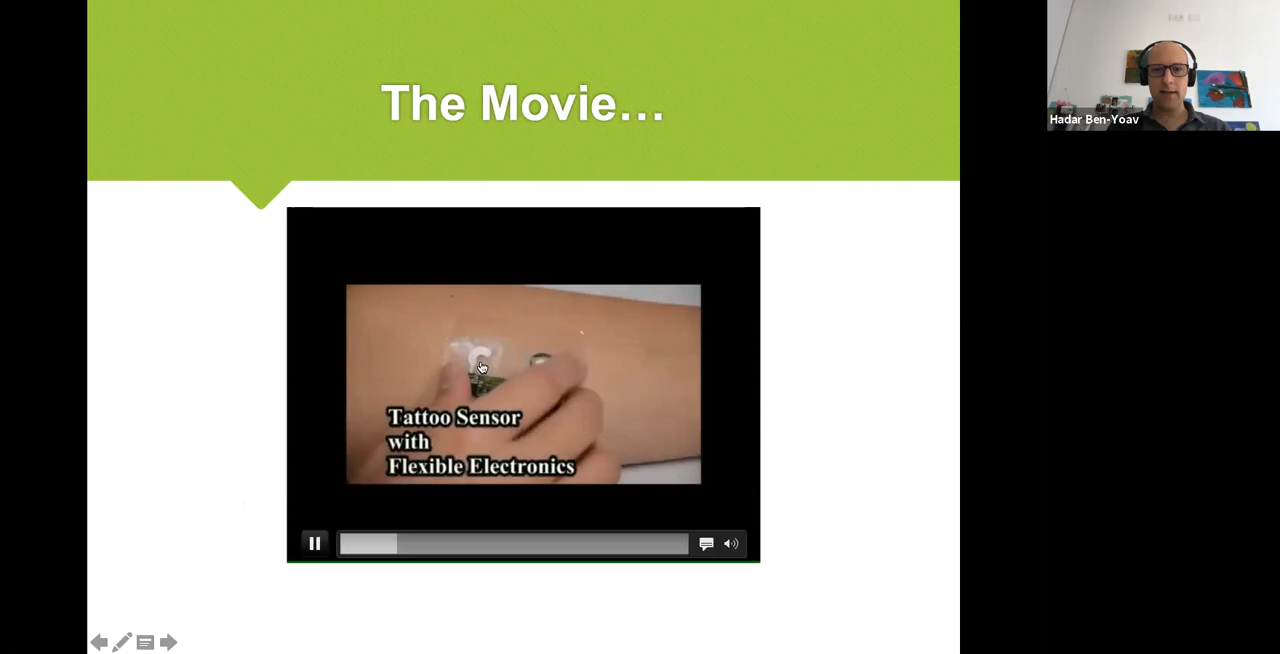 The Movie...
Hadar Ben-Yoav
Tattoo Sensor
with
Flexible Electronics